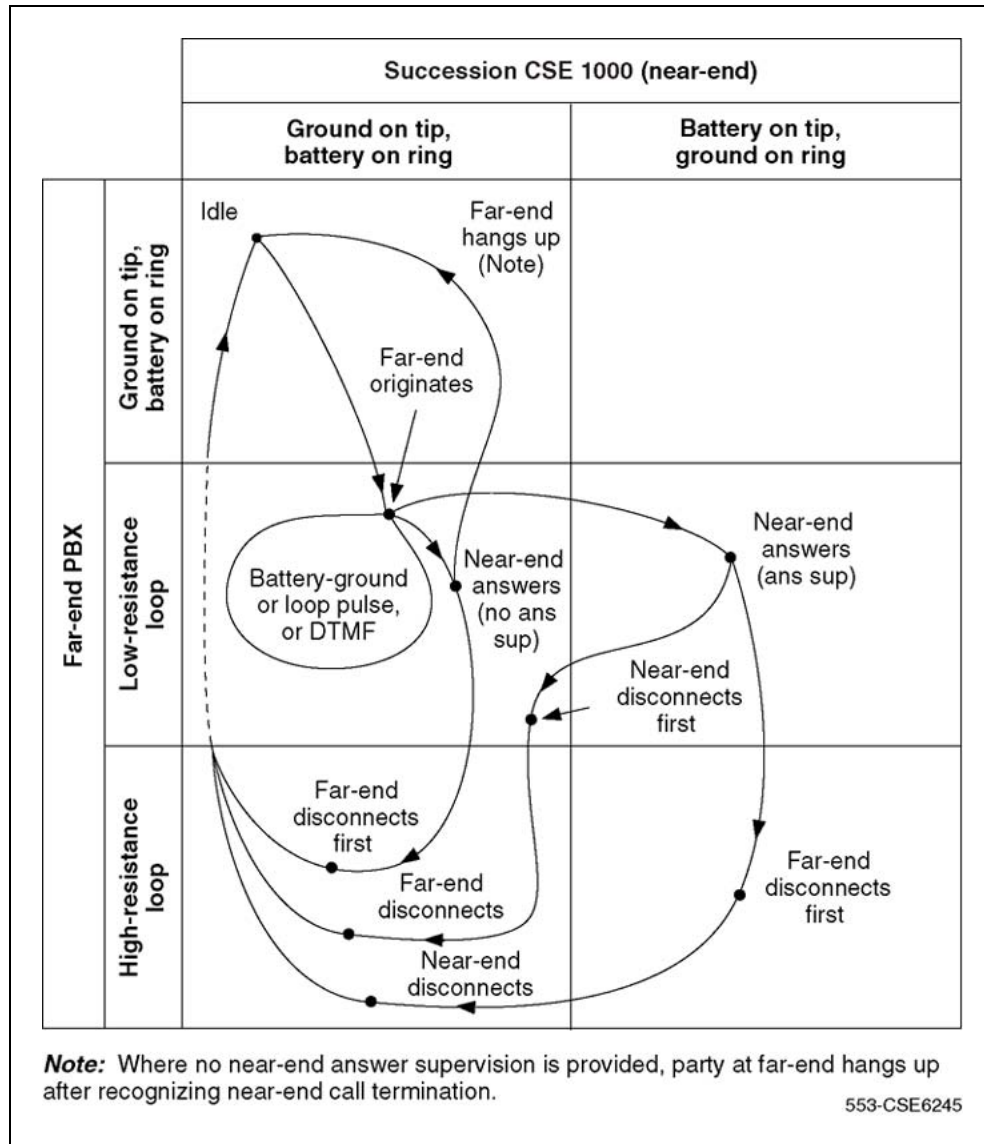 Succession CSE 1000 (near-end)
Ground on tip,
battery on ring
Battery on tip,
ground on ring
Far-end PBX
Ground on tip,
battery on ring
Idle
Far-end
hangs up
(Note)
Far-end
originates
Low-resistance
loop
Battery-ground
or loop pulse,
or DTMF
Near-end
answers
(no ans
sup)
Near-end
answers
(ans sup)
Near-end
disconnects
first
High-resistance
loop
Far-end
disconnects
first
Far-end
disconnects
Near-end
disconnects
Far-end
disconnects
first
Note: Where no near-end answer supervision is provided, party at far-end hangs up
after recognizing near-end call termination.
553-CSE6245